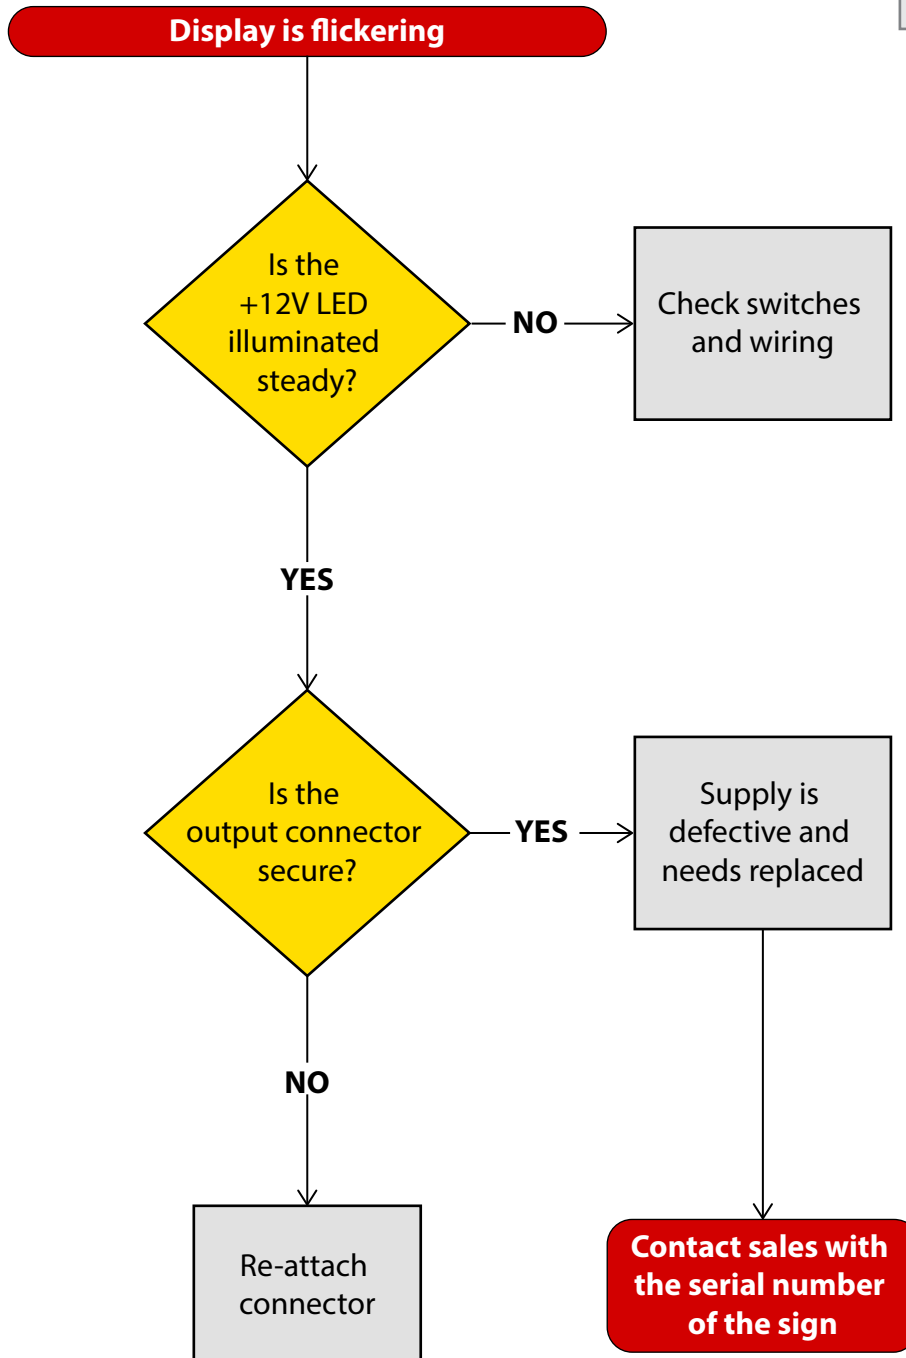 Display is flickering
Is the
+12V LED
illuminated
steady?
NO
Check switches
and wiring
YES
Is the
output connector
secure?
YES
Supply is
defective and
needs replaced
NO
Re-attach
connector
Contact sales with
the serial number
of the sign